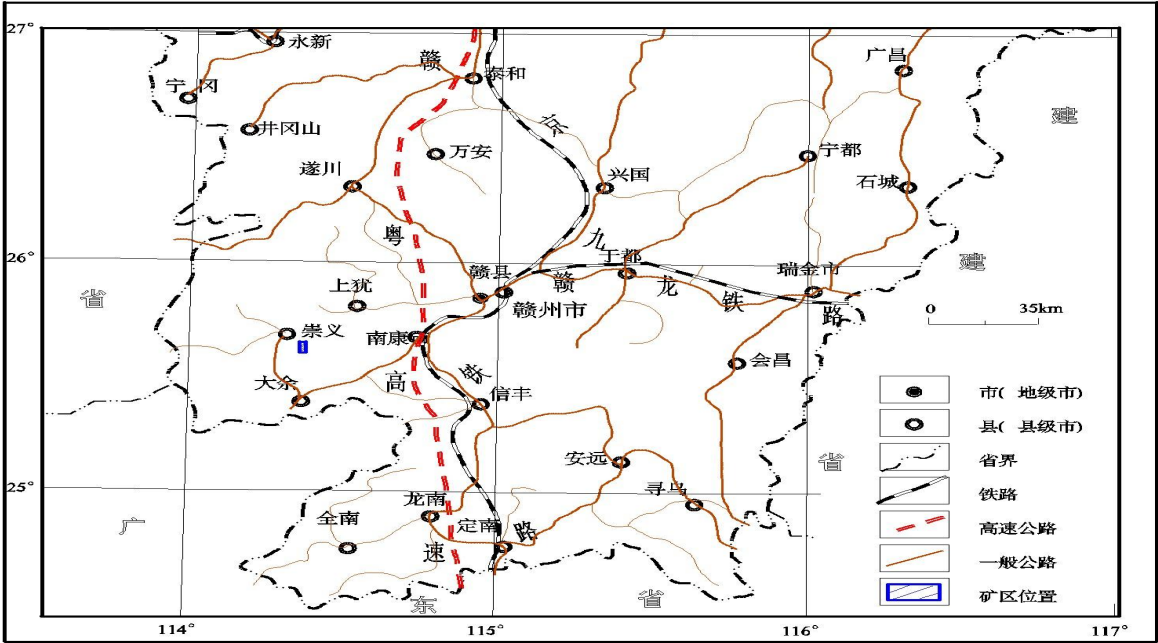 27°
永新
赣
泰和
广昌
宁 冈
建
井冈山
京
万安
宁都
遂川
兴国
石城
粤
九
26°
于都
建
赣县
赣
瑞金市
省
上犹
龙
铁
0 35km
赣州市
路
崇义
南康
会昌
大余
高
铁
信丰
市( 地级市)
县( 县级市)
安远
省
省界
25°
龙南
寻乌
铁路
全南
定南
路
广
速
高速公路
一般公路
东
省
矿区位置
114°
115°
116°
117°